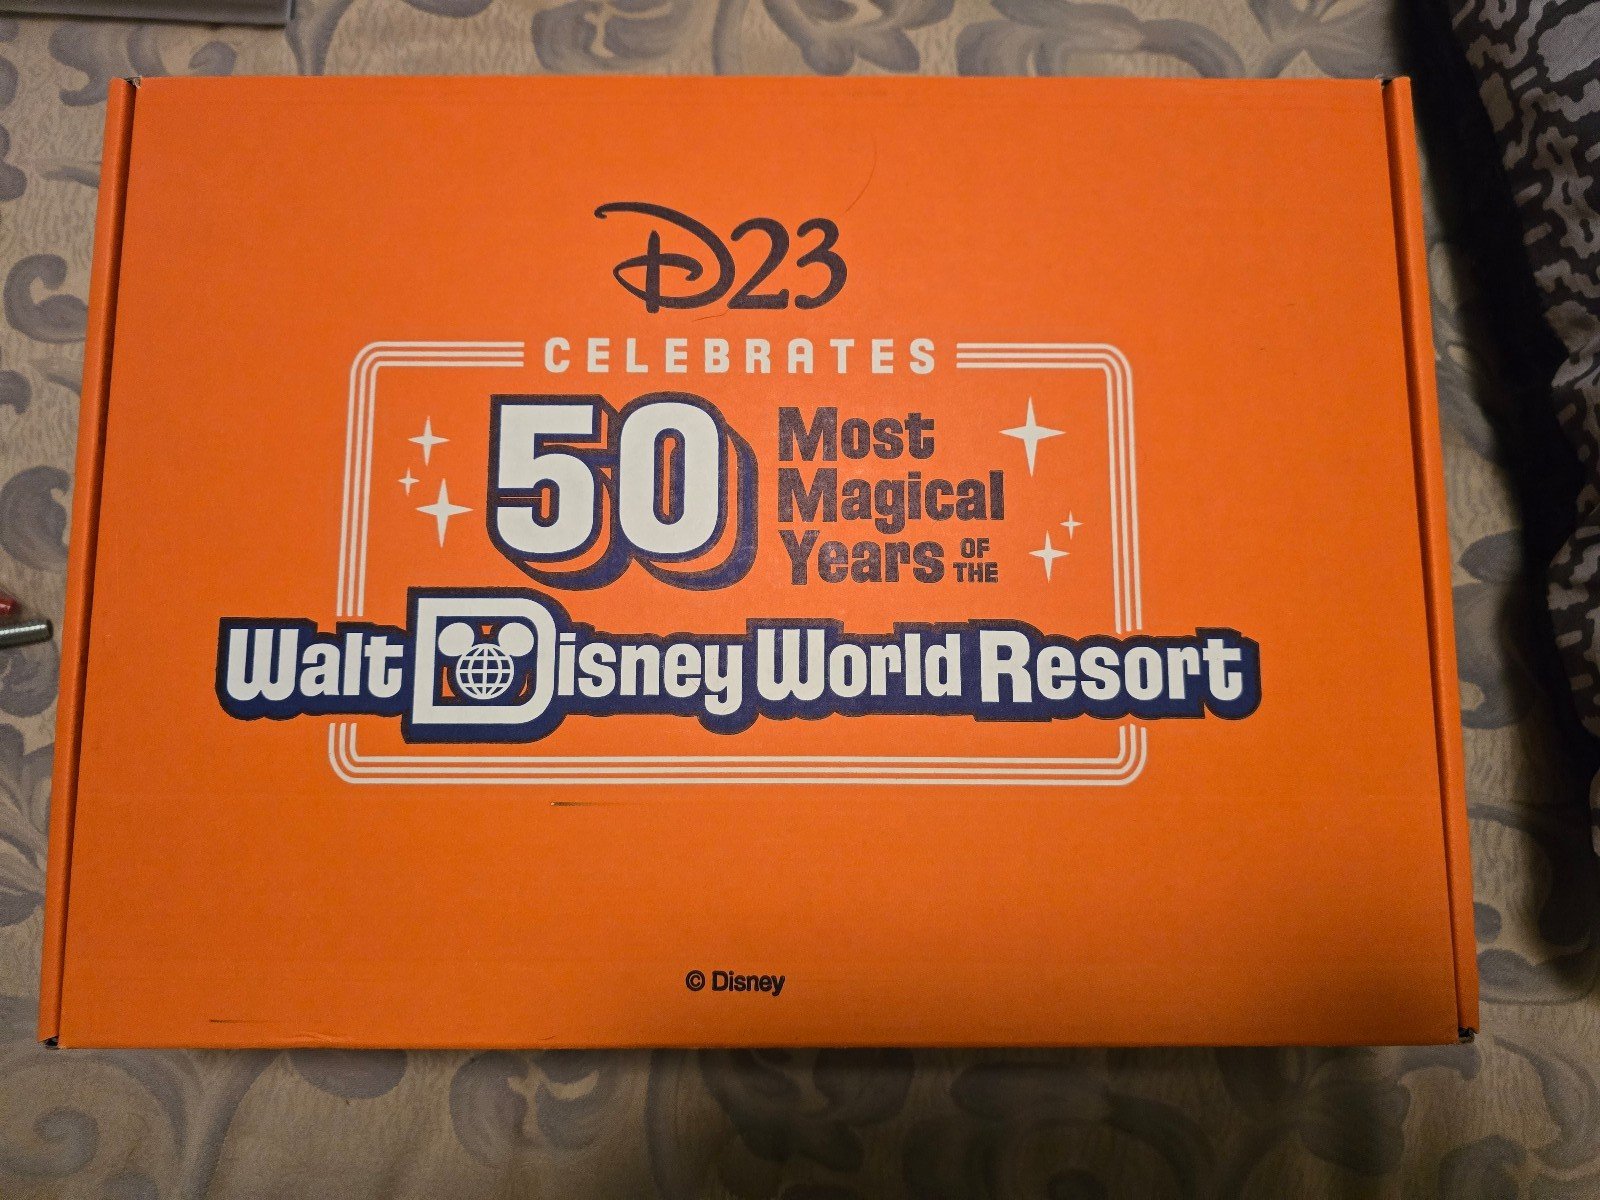 D23
CELEBRATES
50 Most
Magical
Years OF
THE
Walt Disney World Resort
© Disney